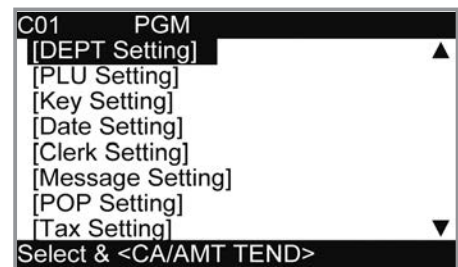 C01 PGM
[DEPT Setting]
[PLU Setting]
[Key Setting]
[Date Setting]
[Clerk Setting]
[Message Setting]
[POP Setting]
[Tax Setting]
Select & <CA/AMT TEND>